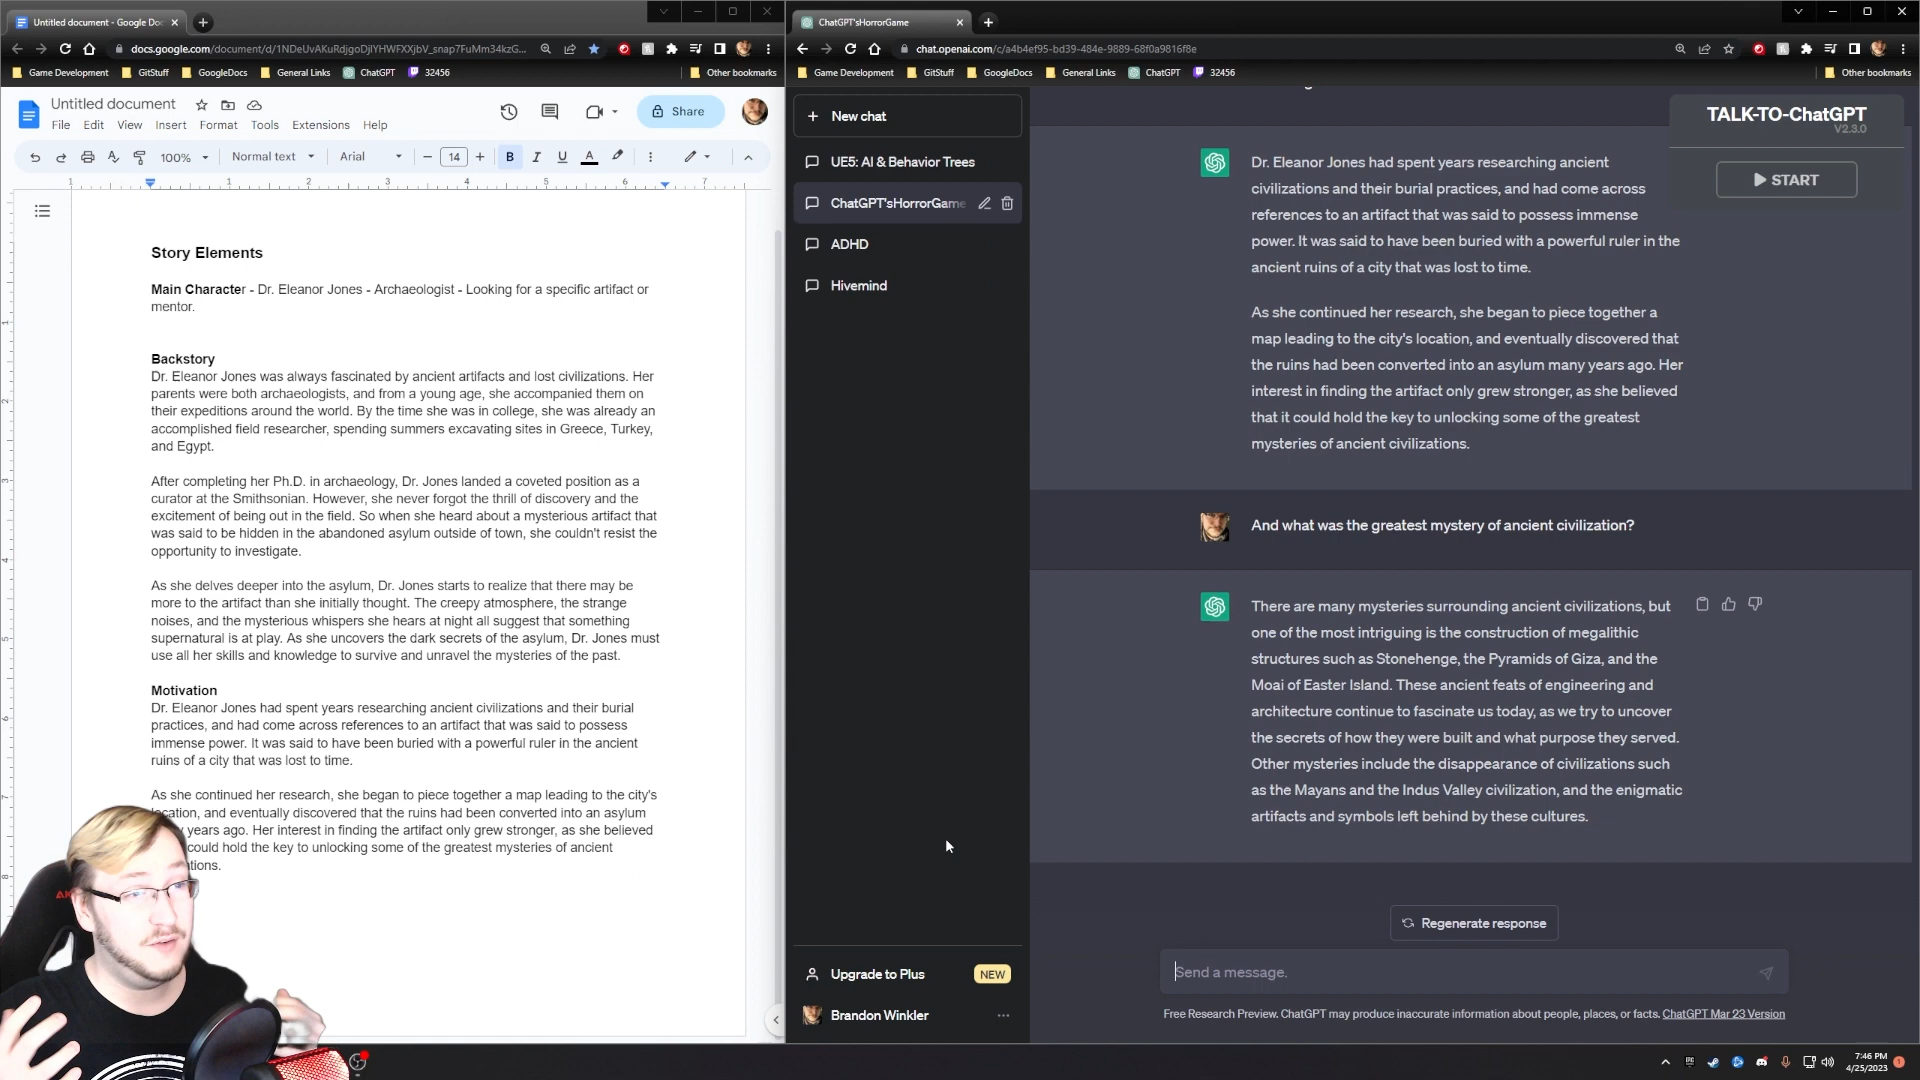 Untitled document - Google Doc
docs.google.com/document/d/1NDeUvAKuRdjgoDjIYHWFXXjbV_snap7FuMm34kzG...
Game Development
GitStuff
GoogleDocs
General Links
ChatGPT
32456
Other bookmarks
Untitled document
File Edit View Insert Format Tools Extensions Help
Share
100% Normal text Arial 14 B I U A
1 1 2 3 4 5 6 7
Story Elements
Main Character - Dr. Eleanor Jones - Archaeologist - Looking for a specific artifact or
mentor.
Backstory
Dr. Eleanor Jones was always fascinated by ancient artifacts and lost civilizations. Her
parents were both archaeologists, and from a young age, she accompanied them on
their expeditions around the world. By the time she was in college, she was already an
accomplished field researcher, spending summers excavating sites in Greece, Turkey,
and Egypt.
After completing her Ph.D. in archaeology, Dr. Jones landed a coveted position as a
curator at the Smithsonian. However, she never forgot the thrill of discovery and the
excitement of being out in the field. So when she heard about a mysterious artifact that
was said to be hidden in the abandoned asylum outside of town, she couldn't resist the
opportunity to investigate.
As she delves deeper into the asylum, Dr. Jones starts to realize that there may be
more to the artifact than she initially thought. The creepy atmosphere, the strange
noises, and the mysterious whispers she hears at night all suggest that something
supernatural is at play. As she uncovers the dark secrets of the asylum, Dr. Jones must
use all her skills and knowledge to survive and unravel the mysteries of the past.
Motivation
Dr. Eleanor Jones had spent years researching ancient civilizations and their burial
practices, and had come across references to an artifact that was said to possess
immense power. It was said to have been buried with a powerful ruler in the ancient
ruins of a city that was lost to time.
As she continued her research, she began to piece together a map leading to the city's
location, and eventually discovered that the ruins had been converted into an asylum
years ago. Her interest in finding the artifact only grew stronger, as she believed
could hold the key to unlocking some of the greatest mysteries of ancient
ations.
ChatGPT'sHorrorGame
chat.openai.com/c/a4b4ef95-bd39-484e-9889-68f0a9816f8e
Game Development
GitStuff
GoogleDocs
General Links
ChatGPT
32456
Other bookmarks
New chat
UE5: AI & Behavior Trees
ChatGPT'sHorrorGame
ADHD
Hivemind
Upgrade to Plus NEW
Brandon Winkler
TALK-TO-ChatGPT
V2.3.0
START
Dr. Eleanor Jones had spent years researching ancient
civilizations and their burial practices, and had come across
references to an artifact that was said to possess immense
power. It was said to have been buried with a powerful ruler in the
ancient ruins of a city that was lost to time.
As she continued her research, she began to piece together a
map leading to the city's location, and eventually discovered that
the ruins had been converted into an asylum many years ago. Her
interest in finding the artifact only grew stronger, as she believed
that it could hold the key to unlocking some of the greatest
mysteries of ancient civilizations.
And what was the greatest mystery of ancient civilization?
There are many mysteries surrounding ancient civilizations, but
one of the most intriguing is the construction of megalithic
structures such as Stonehenge, the Pyramids of Giza, and the
Moai of Easter Island. These ancient feats of engineering and
architecture continue to fascinate us today, as we try to uncover
the secrets of how they were built and what purpose they served.
Other mysteries include the disappearance of civilizations such
as the Mayans and the Indus Valley civilization, and the enigmatic
artifacts and symbols left behind by these cultures.
Regenerate response
Send a message.
Free Research Preview. ChatGPT may produce inaccurate information about people, places, or facts. ChatGPT Mar 23 Version
7:46 PM
4/25/2023